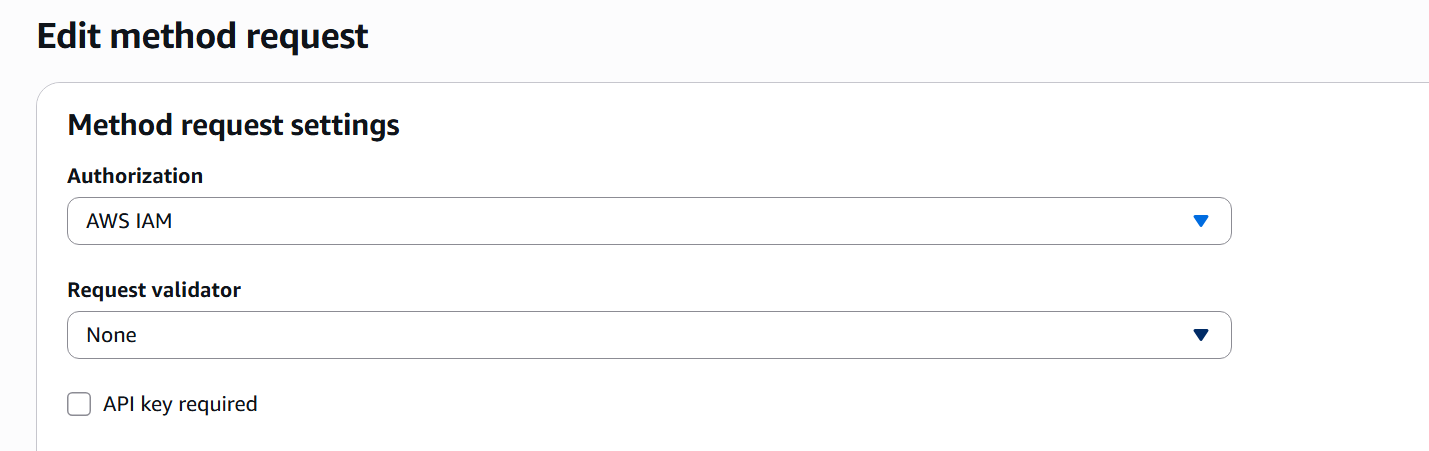 Edit method request
Method request settings
Authorization
AWS IAM
Request validator
None
API key required